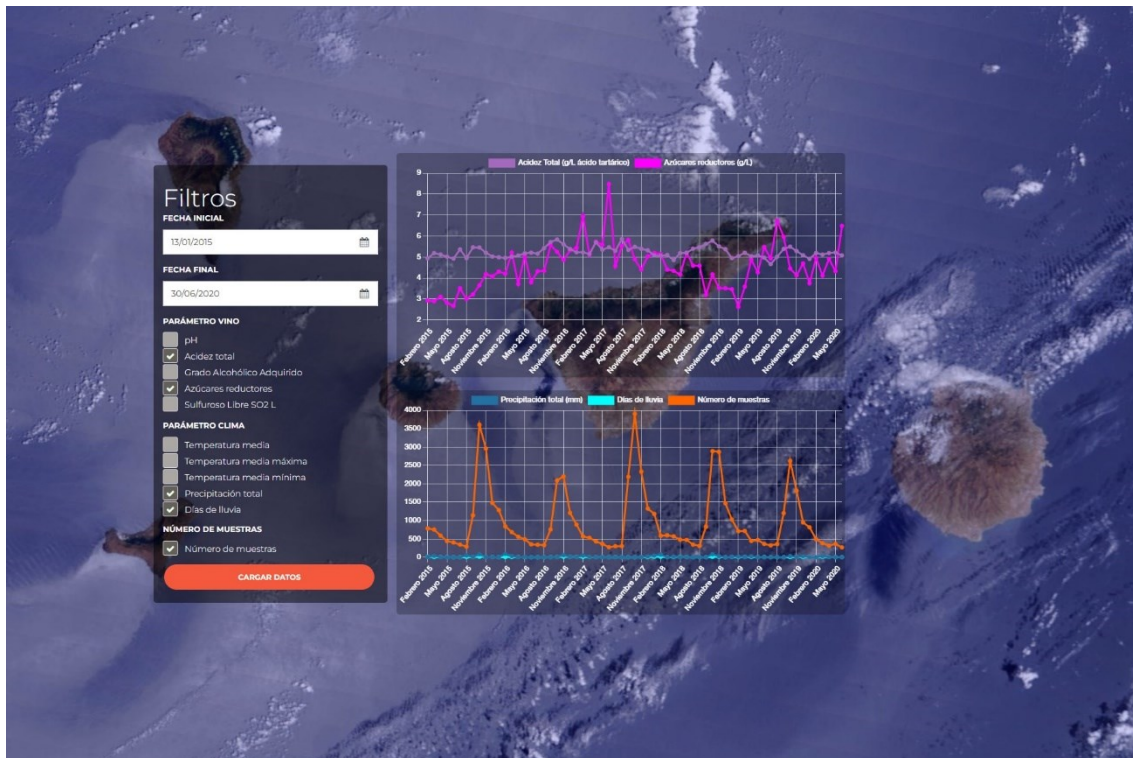 Filtros
FECHA INICIAL
13/01/2015
FECHA FINAL
30/06/2020
PARÁMETRO VINO
pH
Acidez total
Grado Alcohólico Adquirido
Azúcares reductores
Sulfuroso Libre SO2 L
PARÁMETRO CLIMA
Temperatura media
Temperatura media máxima
Temperatura media mínima
Precipitación total
Días de lluvia
NÚMERO DE MUESTRAS
Número de muestras
CARGAR DATOS
Acidez Total (g/L ácido tartárico) Azúcares reductores (g/L)
9
8
7
6
5
4
3
2
Febrero 2015 Mayo 2015 Agosto 2015 Noviembre 2015 Febrero 2016 Mayo 2016 Agosto 2016 Noviembre 2016 Febrero 2017 Mayo 2017 Agosto 2017 Noviembre 2017 Febrero 2018 Mayo 2018 Agosto 2018 Noviembre 2018 Febrero 2019 Mayo 2019 Agosto 2019 Noviembre 2019 Febrero 2020 Mayo 2020
Precipitación total (mm) Días de lluvia Número de muestras
4000
3500
3000
2500
2000
1500
1000
500
0
Febrero 2015 Mayo 2015 Agosto 2015 Noviembre 2015 Febrero 2016 Mayo 2016 Agosto 2016 Noviembre 2016 Febrero 2017 Mayo 2017 Agosto 2017 Noviembre 2017 Febrero 2018 Mayo 2018 Agosto 2018 Noviembre 2018 Febrero 2019 Mayo 2019 Agosto 2019 Noviembre 2019 Febrero 2020 Mayo 2020